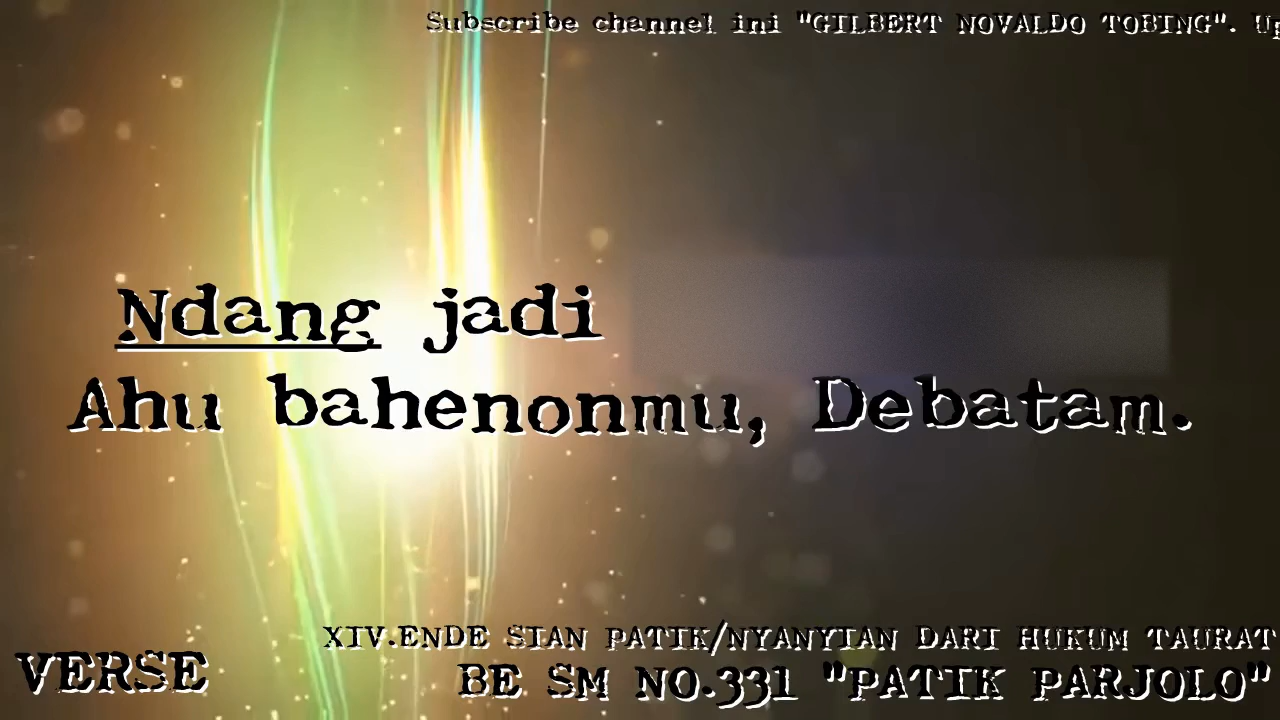 Subscribe channel ini "GILBERT NOVALDO TOBING".
Ndang jadi
Ahu bahenonmu, Debatam.
XIV.ENDE SIAN PATIK/NYANYIAN DARI HUKUM TAURAT
VERSE
BE SM NO.331 "PATIK PARJOLO"